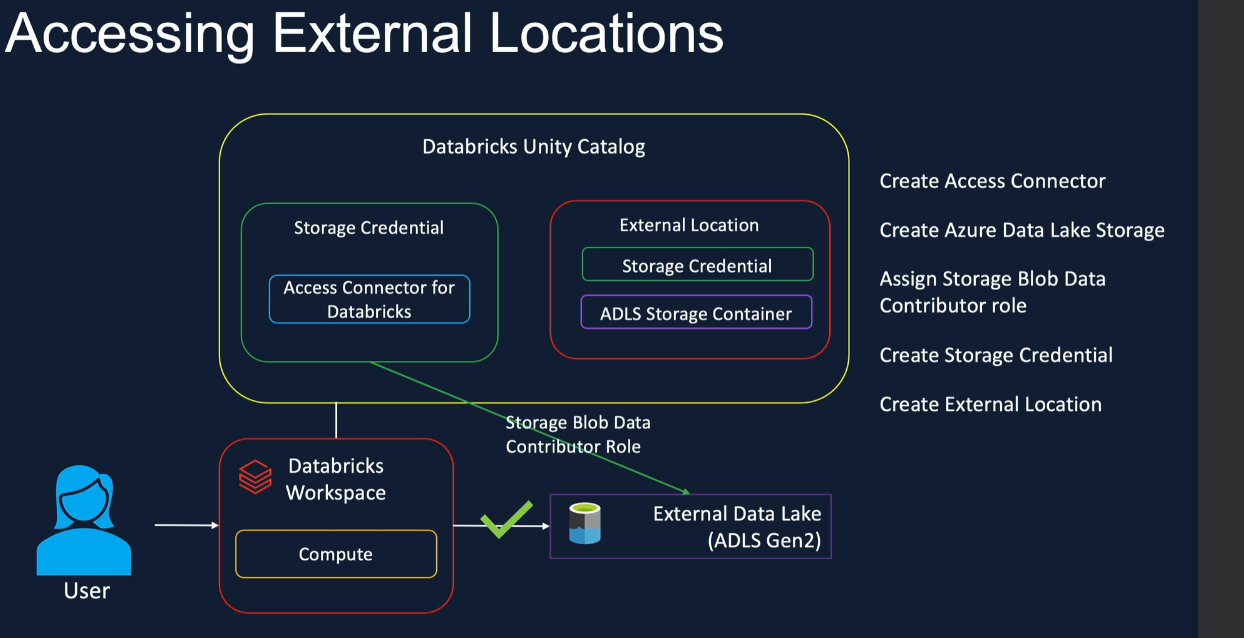 Accessing External Locations
Databricks Unity Catalog
Storage Credential
Access Connector for
Databricks
External Location
Storage Credential
ADLS Storage Container
Storage Blob Data
Contributor Role
Databricks
Workspace
Compute
User
External Data Lake
(ADLS Gen2)
Create Access Connector
Create Azure Data Lake Storage
Assign Storage Blob Data
Contributor role
Create Storage Credential
Create External Location